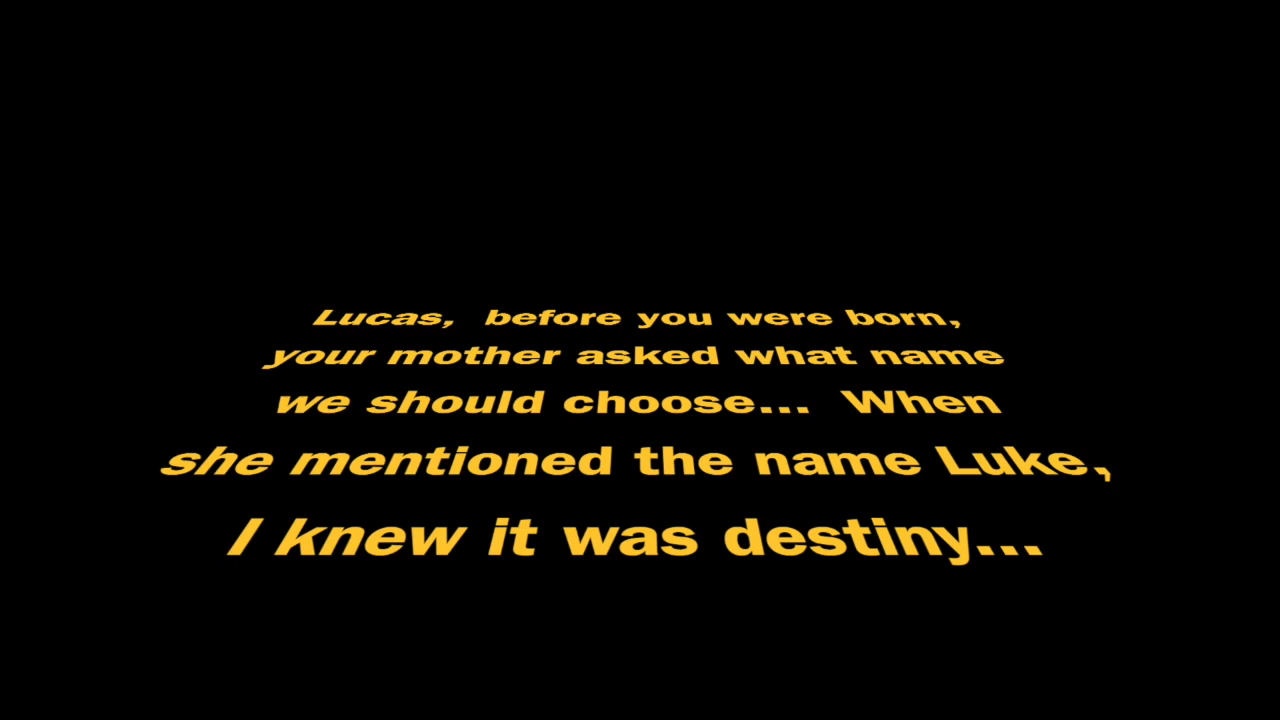 Lucas,  before you were born,
your mother asked what name
we should choose...  When
she mentioned the name Luke,
I knew it was destiny...